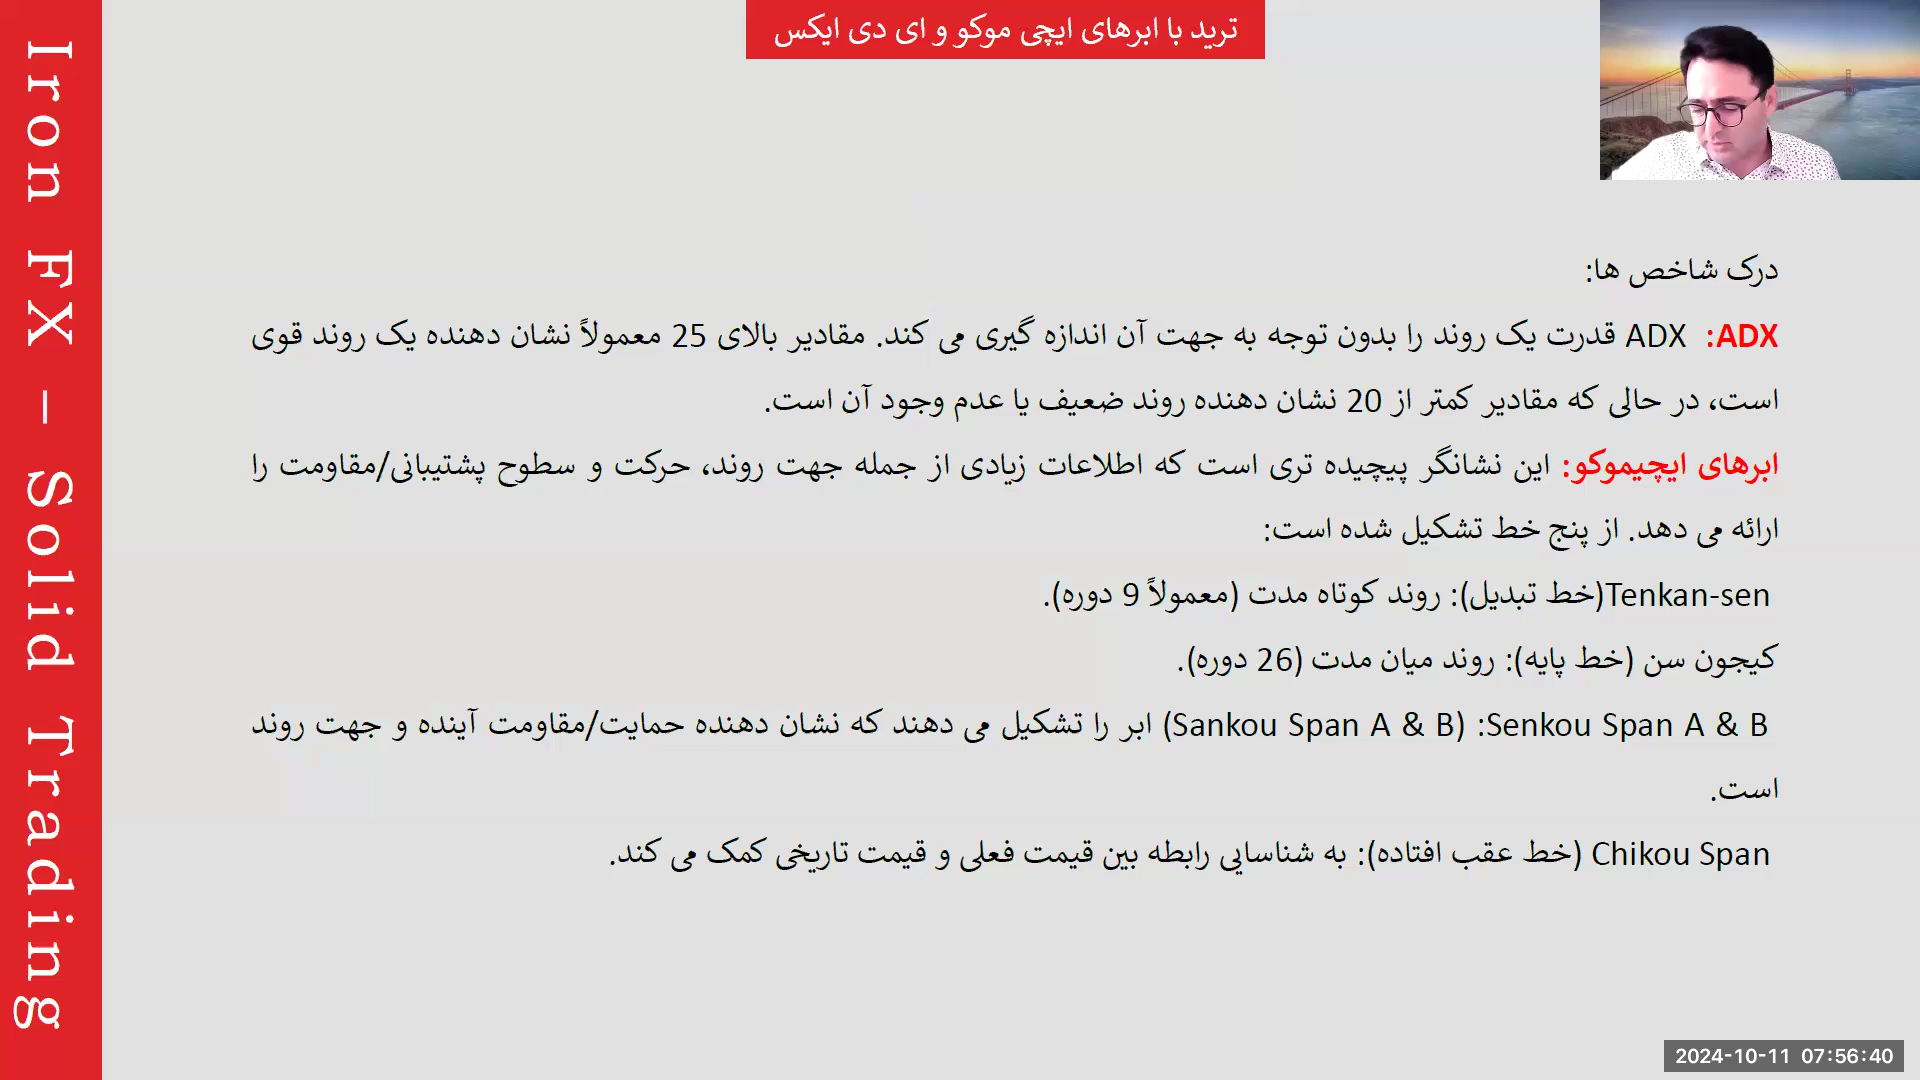 ترید با ابرهای ایچی موکو و ای دی ایکس
Iron FX – Solid Trading
درک شاخص ها:
ADX: ADX قدرت یک روند را بدون توجه به جهت آن اندازه گیری می کند. مقادیر بالای 25 معمولاً نشان دهنده یک روند قوی
است، در حالی که مقادیر کمتر از 20 نشان دهنده روند ضعیف یا عدم وجود آن است.
ابرهای ایچیموکو: این نشانگر پیچیده تری است که اطلاعات زیادی از جمله جهت روند، حرکت و سطوح پشتیبانی/مقاومت را
ارائه می دهد. از پنج خط تشکیل شده است:
Tenkan-sen(خط تبدیل): روند کوتاه مدت (معمولاً 9 دوره).
کیجون سن (خط پایه): روند میان مدت (26 دوره).
Senkou Span A & B: (Sankou Span A & B) ابر را تشکیل می دهند که نشان دهنده حمایت/مقاومت آینده و جهت روند
است.
Chikou Span (خط عقب افتاده): به شناسایی رابطه بین قیمت فعلی و قیمت تاریخی کمک می کند.
2024-10-11 07:56:40